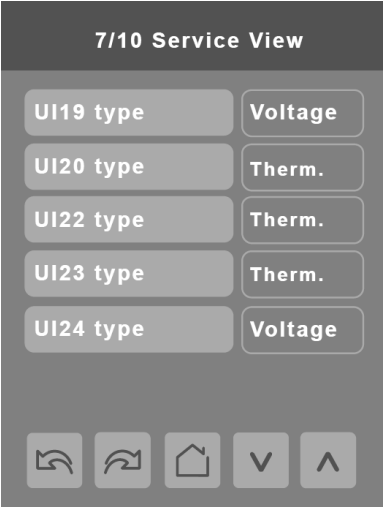 7/10 Service View
UI19 type Voltage
UI20 type Therm.
UI22 type Therm.
UI23 type Therm.
UI24 type Voltage